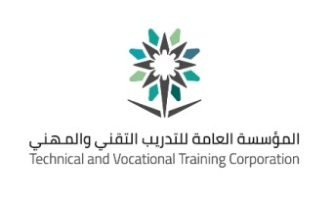 المؤسسة العامة للتدريب التقني والمهني
Technical and Vocational Training Corporation